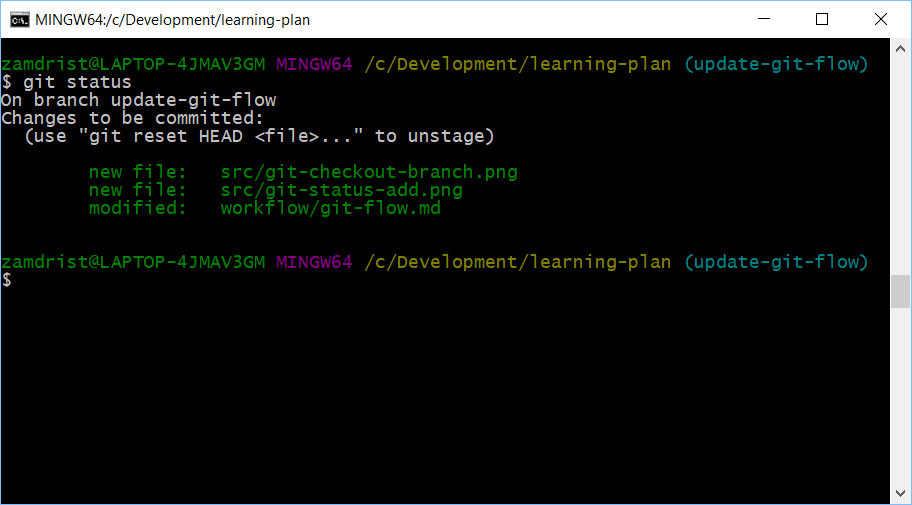 MINGW64:/c/Development/learning-plan
zamdrist@LAPTOP-4JMAV3GM MINGW64 /c/Development/learning-plan (update-git-flow)
$ git status
On branch update-git-flow
Changes to be committed:
  (use "git reset HEAD <file>..." to unstage)

        new file:   src/git-checkout-branch.png
        new file:   src/git-status-add.png
        modified:   workflow/git-flow.md

zamdrist@LAPTOP-4JMAV3GM MINGW64 /c/Development/learning-plan (update-git-flow)
$